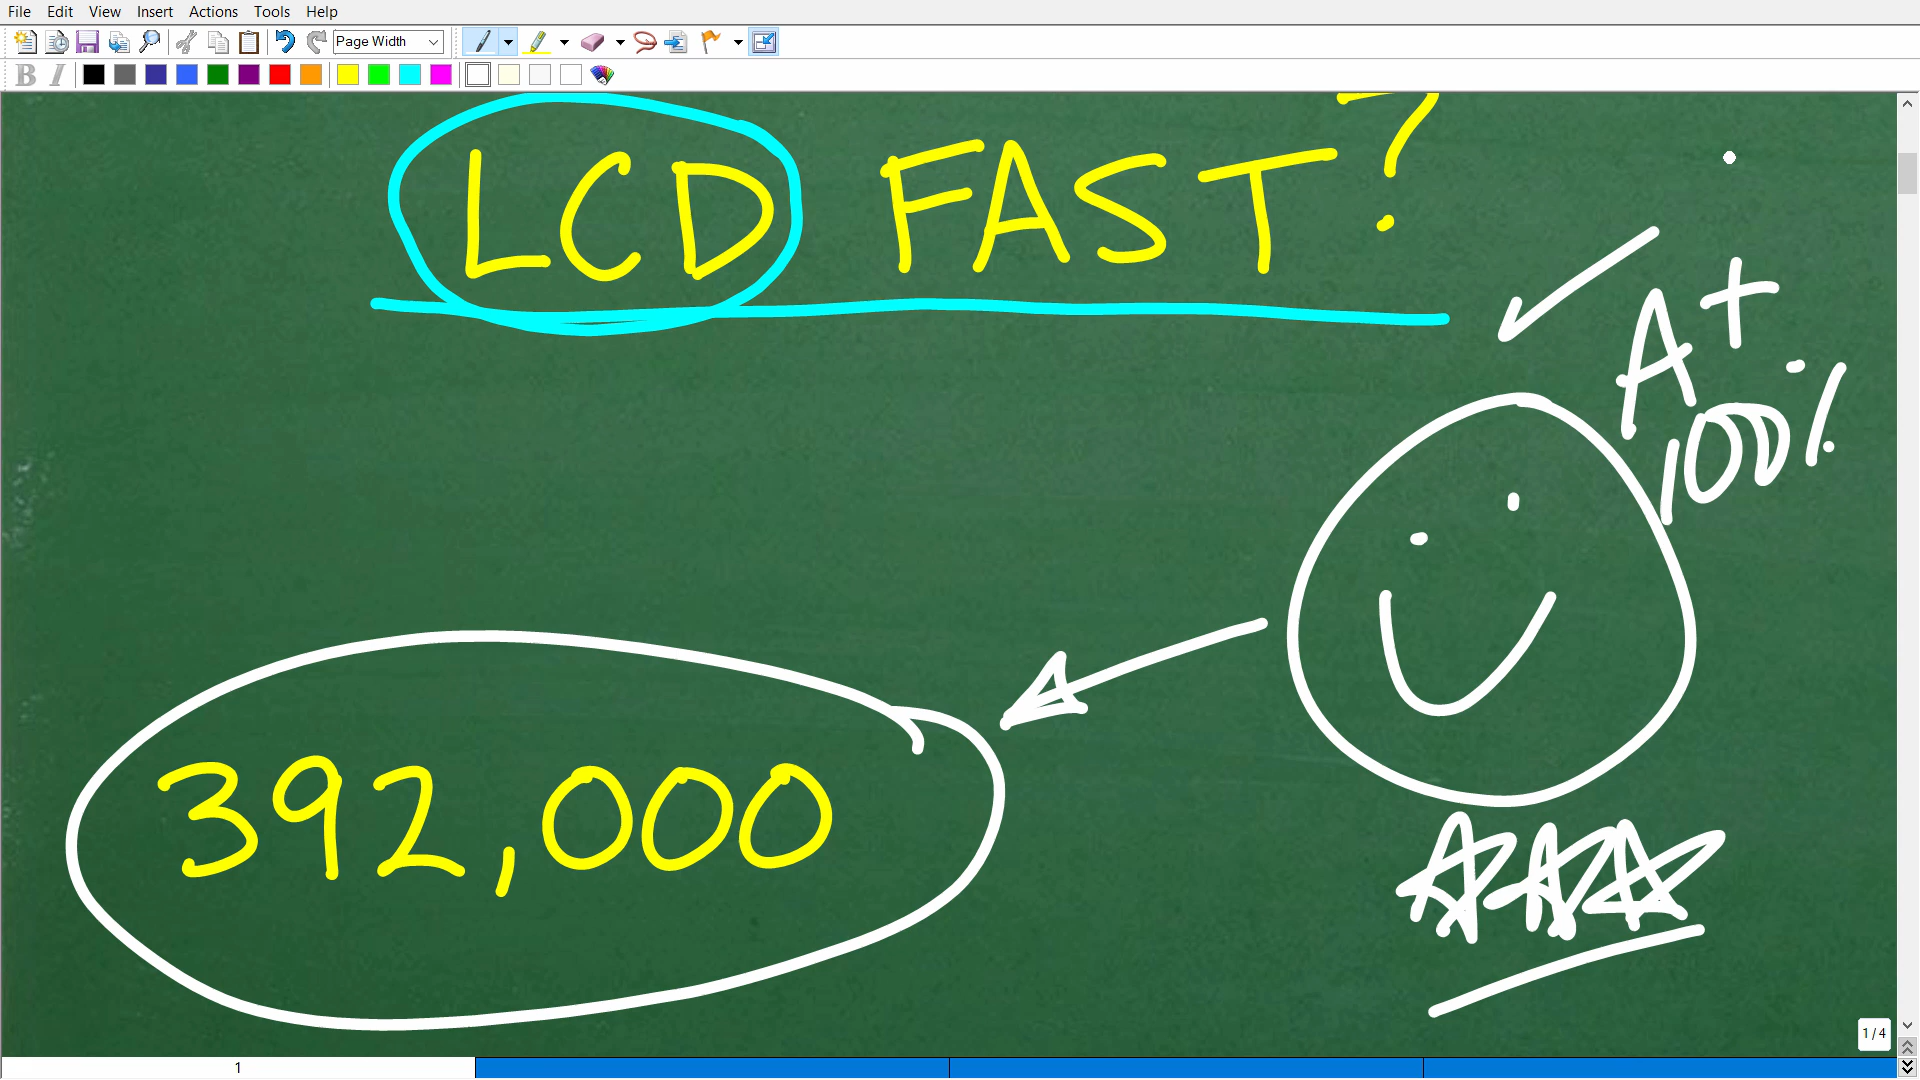 File Edit View Insert Actions Tools Help
Page Width
B I
LCD FAST?
A+
100%
392,000
1/4
1